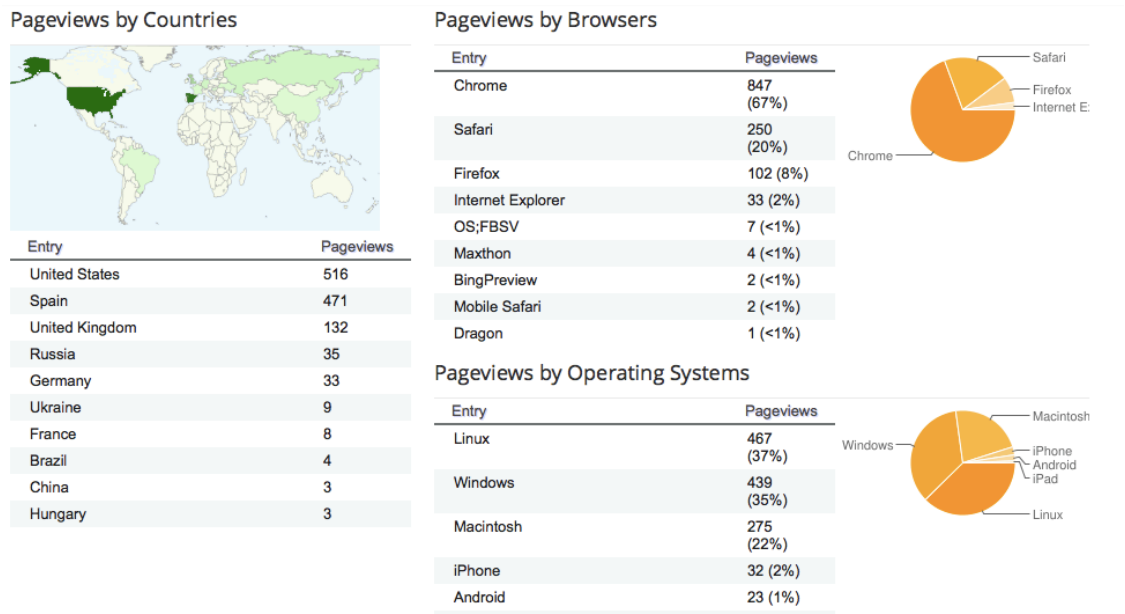 Pageviews by Countries
Entry Pageviews
United States 516
Spain 471
United Kingdom 132
Russia 35
Germany 33
Ukraine 9
France 8
Brazil 4
China 3
Hungary 3
Pageviews by Browsers
Entry Pageviews
Chrome 847
(67%)
Safari 250
(20%)
Firefox 102 (8%)
Internet Explorer 33 (2%)
OS;FBSV 7 (<1%)
Maxthon 4 (<1%)
BingPreview 2 (<1%)
Mobile Safari 2 (<1%)
Dragon 1 (<1%)
Safari
Firefox
Internet E:
Chrome
Pageviews by Operating Systems
Entry Pageviews
Linux 467
(37%)
Windows 439
(35%)
Macintosh 275
(22%)
iPhone 32 (2%)
Android 23 (1%)
Macintosh
Windows
iPhone
Android
iPad
Linux